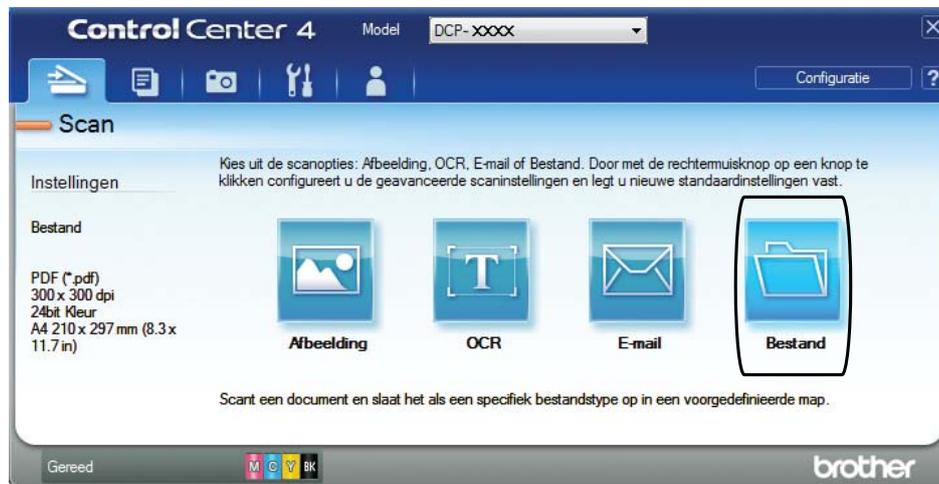 Control Center 4
Model
DCP-XXXX
Configuratie
?
Scan
Kies uit de scanopties: Afbeelding, OCR, E-mail of Bestand. Door met de rechtermuisknop op een knop te
klikken configureert u de geavanceerde scaninstellingen en legt u nieuwe standaardinstellingen vast.
Instellingen
Bestand
PDF (*.pdf)
300 x 300 dpi
24bit Kleur
A4 210 x 297 mm (8.3 x
11.7 in)
T
Afbeelding
OCR
E-mail
Bestand
Scant een document en slaat het als een specifiek bestandstype op in een voorgedefinieerde map.
Gereed
M C Y BK
brother